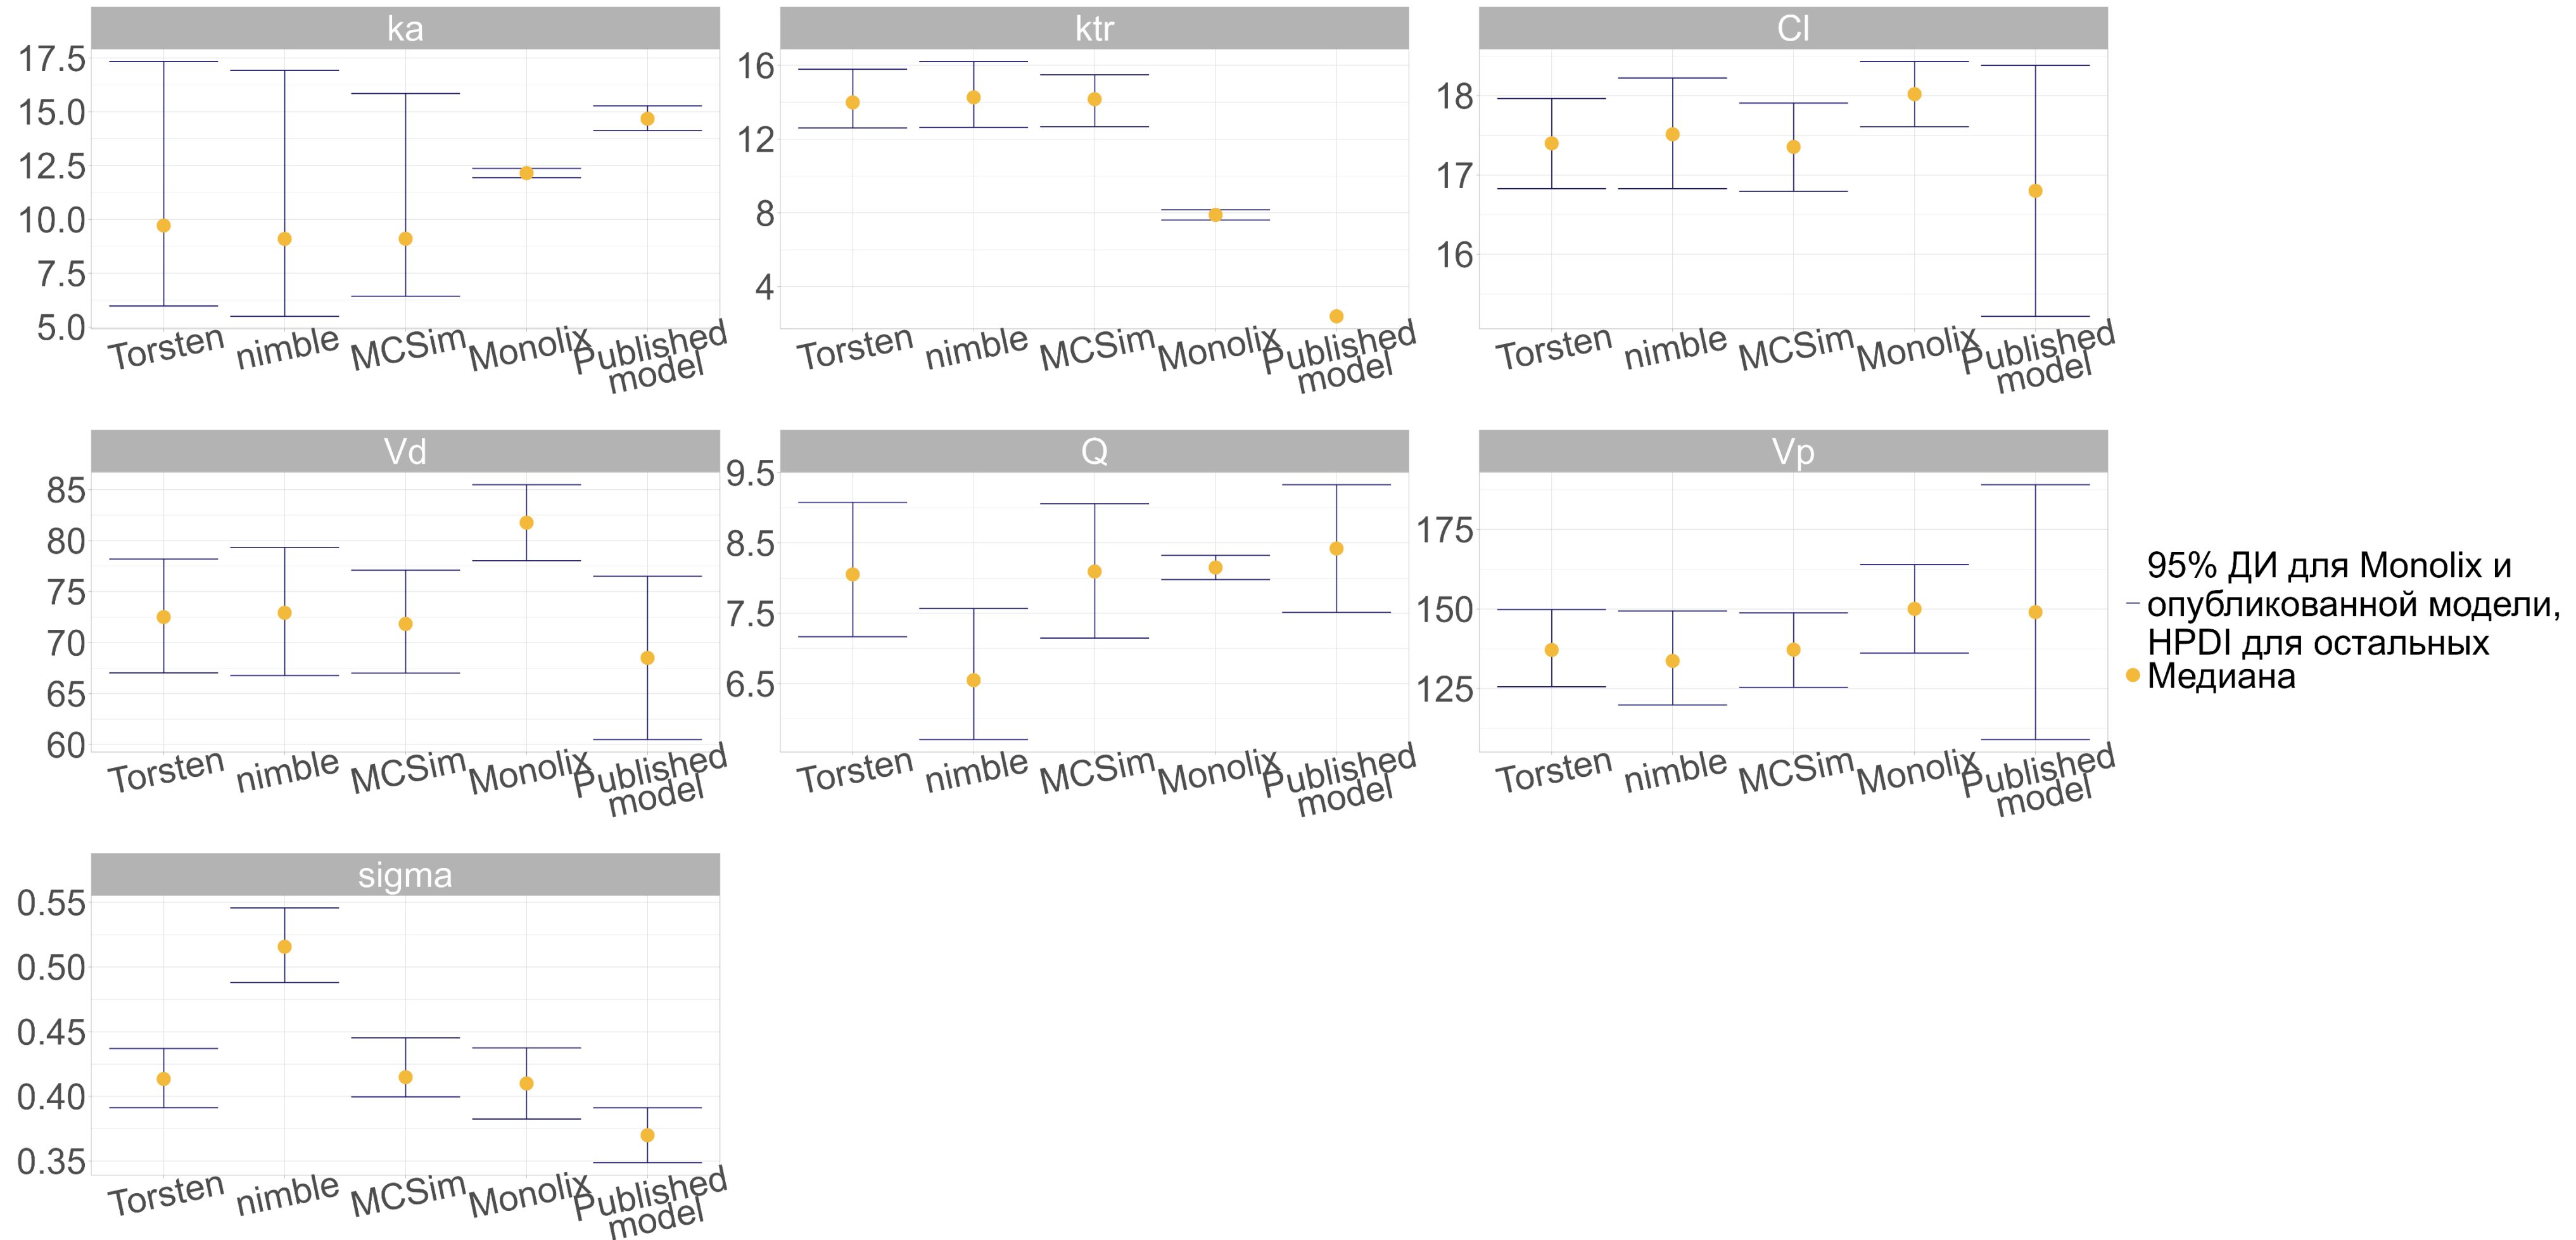 ka
17.5
15.0
12.5
10.0
7.5
5.0
Torsten nimble MCSim Monolix Published model
ktr
16
12
8
4
Torsten nimble MCSim Monolix Published model
Cl
18
17
16
Torsten nimble MCSim Monolix Published model
Vd
85
80
75
70
65
60
Torsten nimble MCSim Monolix Published model
Q
9.5
8.5
7.5
6.5
Torsten nimble MCSim Monolix Published model
Vp
175
150
125
Torsten nimble MCSim Monolix Published model
95% ДИ для Monolix и
опубликованной модели,
HPDI для остальных
Медиана
sigma
0.55
0.50
0.45
0.40
0.35
Torsten nimble MCSim Monolix Published model